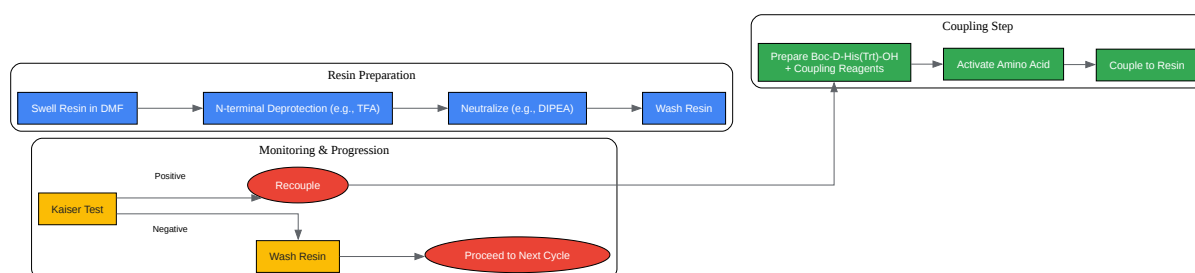 Coupling Step
Prepare Boc-D-His(Trt)-OH
+ Coupling Reagents
Activate Amino Acid
Couple to Resin
Resin Preparation
Swell Resin in DMF
N-terminal Deprotection (e.g., TFA)
Neutralize (e.g., DIPEA)
Wash Resin
Monitoring & Progression
Positive
Recouple
Kaiser Test
Negative
Wash Resin
Proceed to Next Cycle